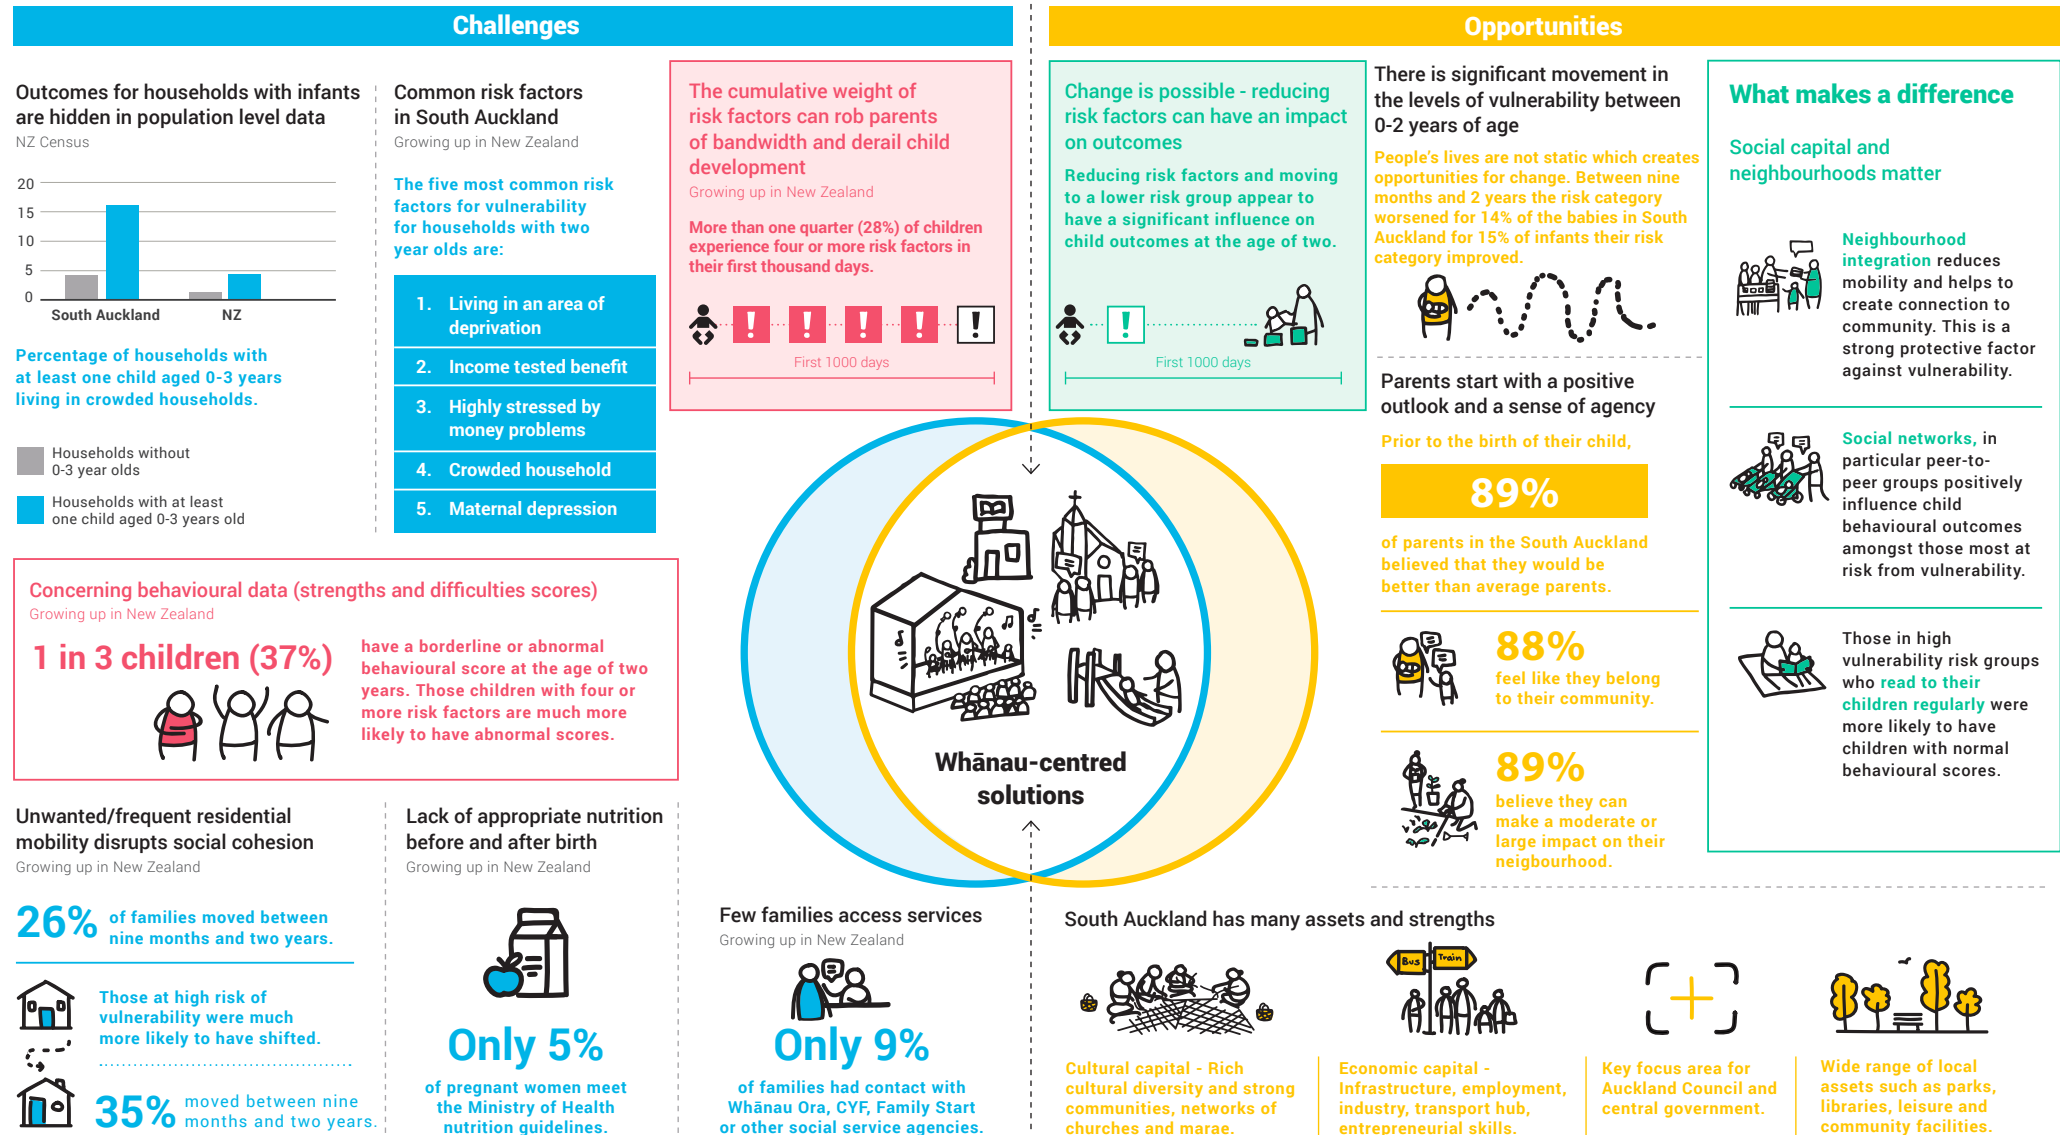 Challenges
Outcomes for households with infants
are hidden in population level data
NZ Census
20
15
10
5
0
South Auckland
NZ
Percentage of households with
at least one child aged 0-3 years
living in crowded households.
Households without
0-3 year olds
Households with at least
one child aged 0-3 years old
Common risk factors
in South Auckland
Growing up in New Zealand
The five most common risk
factors for vulnerability
for households with two
year olds are:
1. Living in an area of
deprivation
2. Income tested benefit
3. Highly stressed by
money problems
4. Crowded household
5. Maternal depression
The cumulative weight of
risk factors can rob parents
of bandwidth and derail child
development
Growing up in New Zealand
More than one quarter (28%) of children
experience four or more risk factors in
their first thousand days.
! ! ! ! !
First 1000 days
Concerning behavioural data (strengths and difficulties scores)
Growing up in New Zealand
1 in 3 children (37%)
have a borderline or abnormal
behavioural score at the age of two
years. Those children with four or
more risk factors are much more
likely to have abnormal scores.
Unwanted/frequent residential
mobility disrupts social cohesion
Growing up in New Zealand
26%
of families moved between
nine months and two years.
Those at high risk of
vulnerability were much
more likely to have shifted.
35%
moved between nine
months and two years.
Lack of appropriate nutrition
before and after birth
Growing up in New Zealand
Only 5%
of pregnant women meet
the Ministry of Health
nutrition guidelines.
Few families access services
Growing up in New Zealand
Only 9%
of families had contact with
Whānau Ora, CYF, Family Start
or other social service agencies.
Whānau-centred
solutions
Opportunities
Change is possible - reducing
risk factors can have an impact
on outcomes
Reducing risk factors and moving
to a lower risk group appear to
have a significant influence on
child outcomes at the age of two.
!
First 1000 days
There is significant movement in
the levels of vulnerability between
0-2 years of age
People's lives are not static which creates
opportunities for change. Between nine
months and 2 years the risk category
worsened for 14% of the babies in South
Auckland for 15% of infants their risk
category improved.
Parents start with a positive
outlook and a sense of agency
Prior to the birth of their child,
89%
of parents in the South Auckland
believed that they would be
better than average parents.
88%
feel like they belong
to their community.
89%
believe they can
make a moderate or
large impact on their
neigbourhood.
What makes a difference
Social capital and
neighbourhoods matter
Neighbourhood
integration reduces
mobility and helps to
create connection to
community. This is a
strong protective factor
against vulnerability.
Social networks, in
particular peer-to-
peer groups positively
influence child
behavioural outcomes
amongst those most at
risk from vulnerability.
Those in high
vulnerability risk groups
who read to their
children regularly were
more likely to have
children with normal
behavioural scores.
South Auckland has many assets and strengths
Cultural capital - Rich
cultural diversity and strong
communities, networks of
churches and marae.
Bus
Train
Economic capital -
Infrastructure, employment,
industry, transport hub,
entrepreneurial skills.
Key focus area for
Auckland Council and
central government.
Wide range of local
assets such as parks,
libraries, leisure and
community facilities.